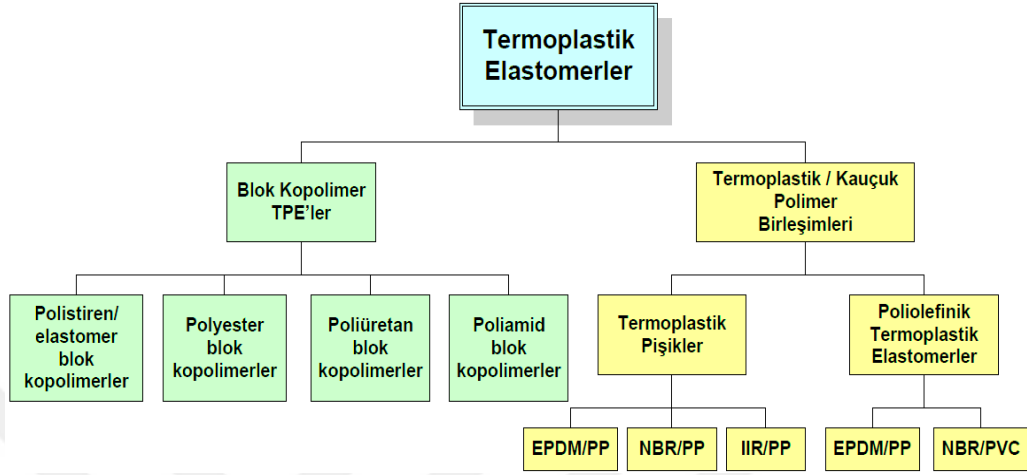 Termoplastik
Elastomerler
Blok Kopolimer
TPE’ler
Termoplastik / Kauçuk
Polimer
Birleşimleri
Polistiren/
elastomer
blok
kopolimerler
Polyester
blok
kopolimerler
Poliüretan
blok
kopolimerler
Poliamid
blok
kopolimerler
Termoplastik
Pişikler
Poliolefinik
Termoplastik
Elastomerler
EPDM/PP
NBR/PP
IIR/PP
EPDM/PP
NBR/PVC